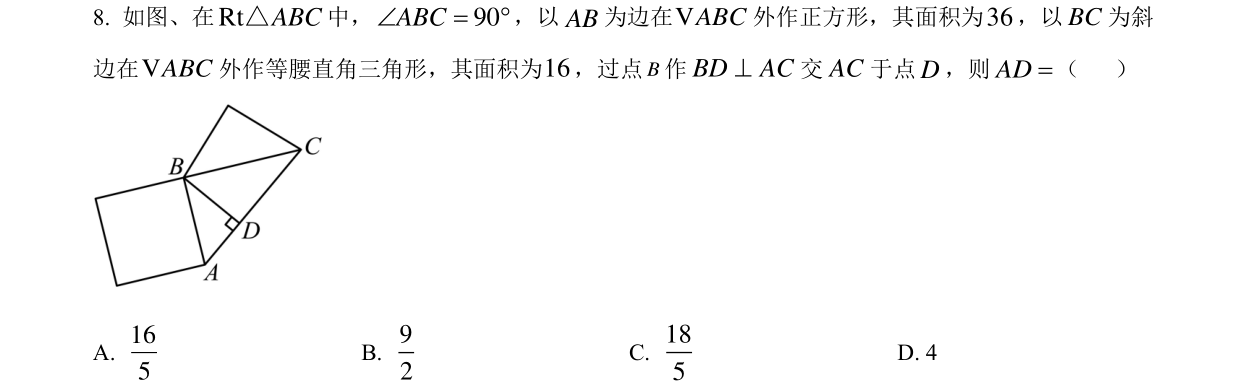 8. 如图、在Rt△ABC中，∠ABC=90°，以AB为边在VABC外作正方形，其面积为36，以BC为斜
边在VABC外作等腰直角三角形，其面积为16，过点B作BD⊥AC交AC于点D，则AD=（　　）
C
B
D
A
A. 16/5　B. 9/2　C. 18/5　D. 4